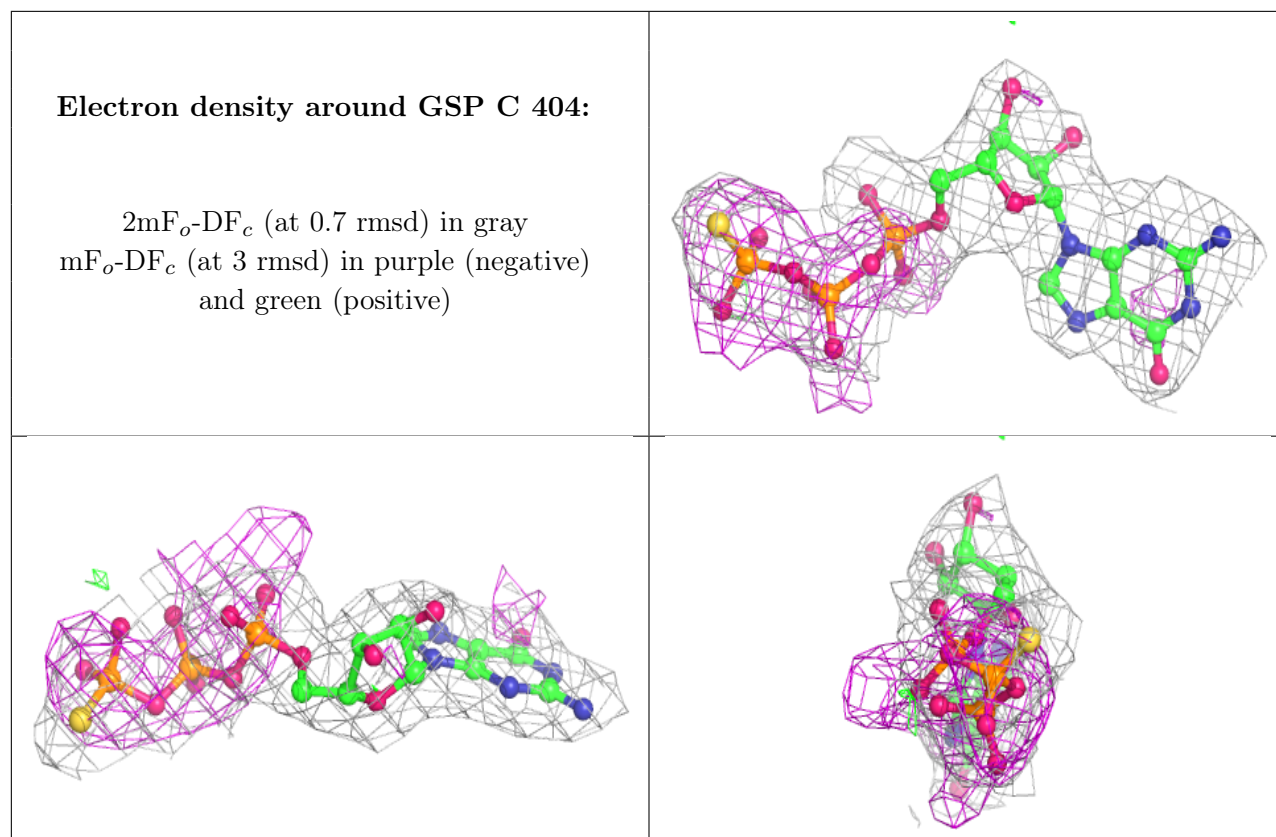 Electron density around GSP C 404:
2mFₒ-DF𝒸 (at 0.7 rmsd) in gray
mFₒ-DF𝒸 (at 3 rmsd) in purple (negative)
and green (positive)